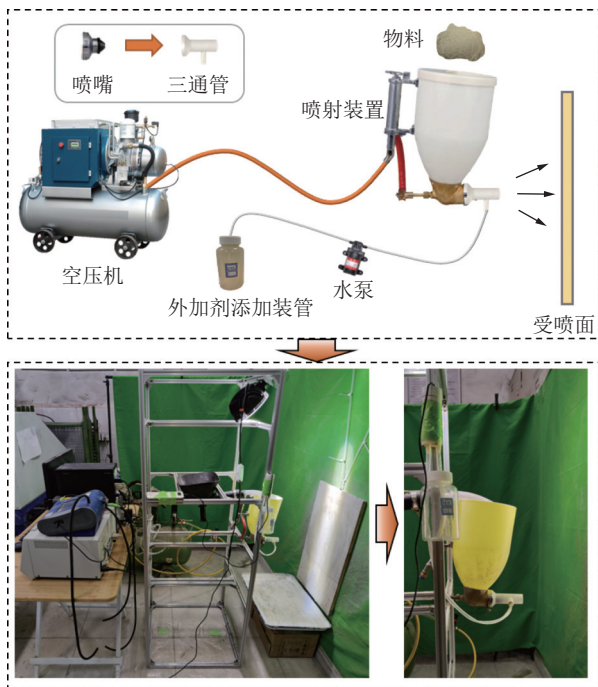 物料
喷嘴
三通管
喷射装置
空压机
外加剂添加装管
水泵
受喷面